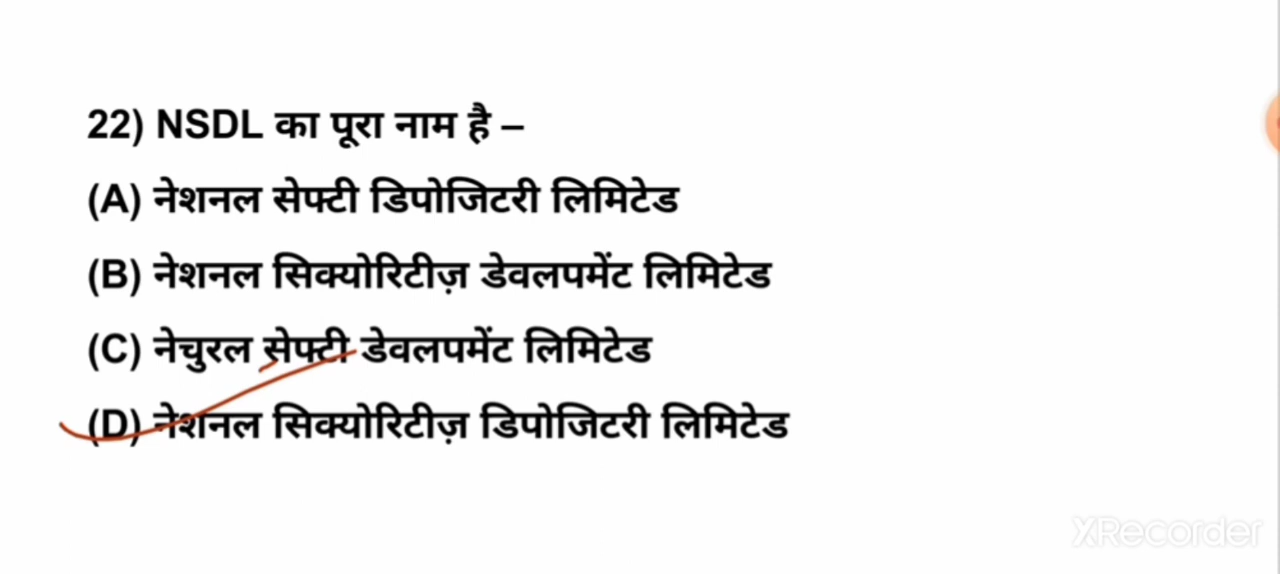 22) NSDL का पूरा नाम है –
(A) नेशनल सेफ्टी डिपोजिटरी लिमिटेड
(B) नेशनल सिक्योरिटीज़ डेवलपमेंट लिमिटेड
(C) नेचुरल सेफ्टी डेवलपमेंट लिमिटेड
(D) नेशनल सिक्योरिटीज़ डिपोजिटरी लिमिटेड
XRecorder